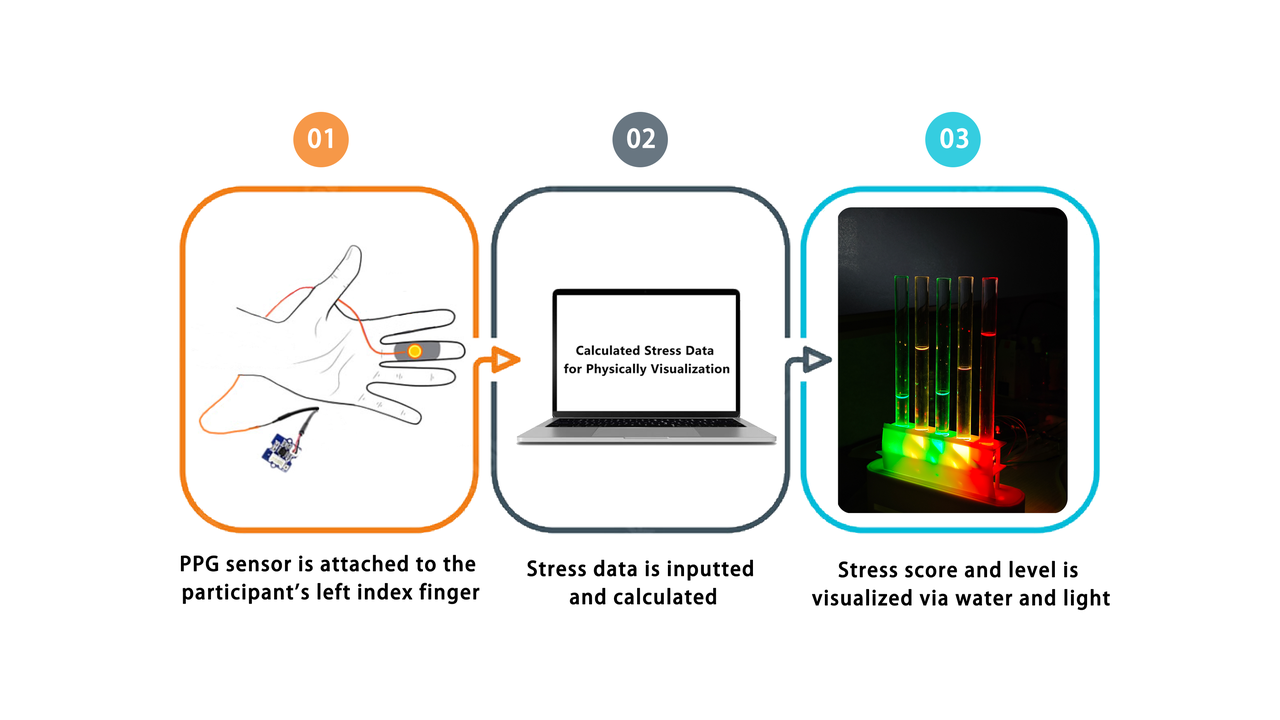 01
02
03
Calculated Stress Data
for Physically Visualization
PPG sensor is attached to the
participant's left index finger
Stress data is inputted
and calculated
Stress score and level is
visualized via water and light